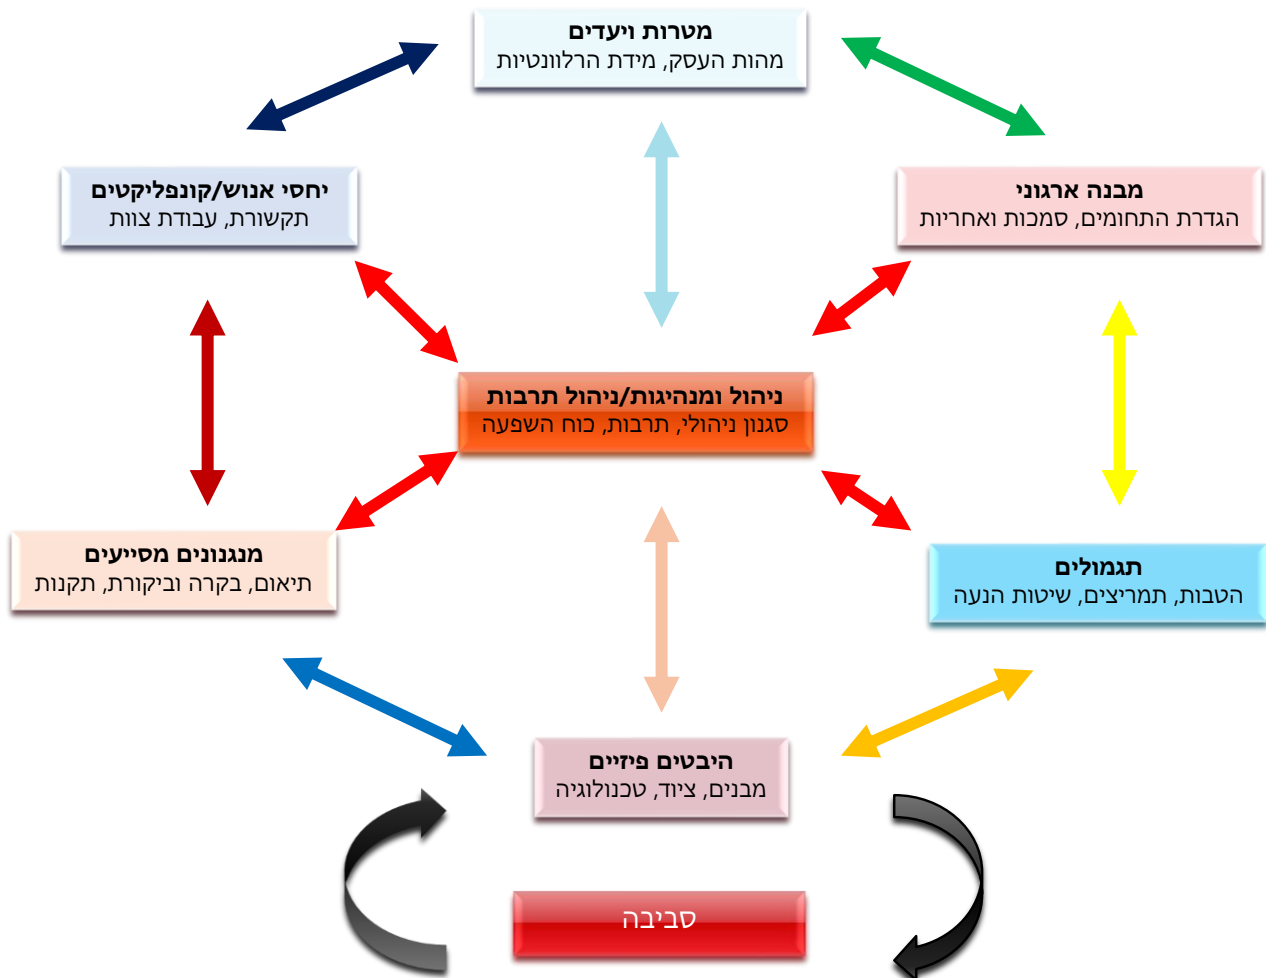 מטרות ויעדים
מהות העסק, מידת הרלוונטיות
מבנה ארגוני
הגדרת התחומים, סמכות ואחריות
יחסי אנוש/קונפליקטים
תקשורת, עבודת צוות
ניהול ומנהיגות/ניהול תרבות
סגנון ניהולי, תרבות, כוח השפעה
תגמולים
הטבות, תמריצים, שיטות הנעה
מנגנונים מסייעים
תיאום, בקרה וביקורת, תקנות
היבטים פיזיים
מבנים, ציוד, טכנולוגיה
סביבה